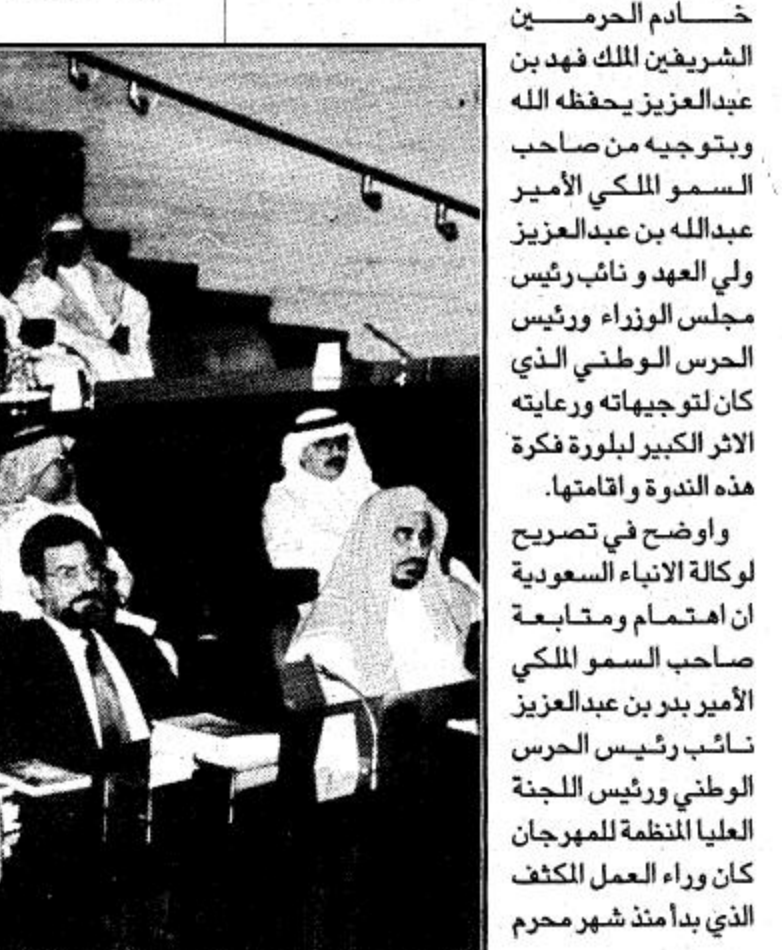 خادم الحرمين
الشريفين الملك فهد بن
عبدالعزيز يحفظه الله
وبتوجيه من صاحب
السمو الملكي الأمير
عبدالله بن عبدالعزيز
ولي العهد و نائب رئيس
مجلس الوزراء ورئيس
الحرس الوطني الذي
كان لتوجيهاته ورعايته
الاثر الكبير لبلورة فكرة
هذه الندوة واقامتها.
واوضح في تصريح
لوكالة الانباء السعودية
ان اهتمام ومتابعة
صاحب السمو الملكي
الأمير بدر بن عبدالعزيز
نائب رئيس الحرس
الوطني ورئيس اللجنة
العليا المنظمة للمهرجان
كان وراء العمل المكثف
الذي بدأ منذ شهر محرم